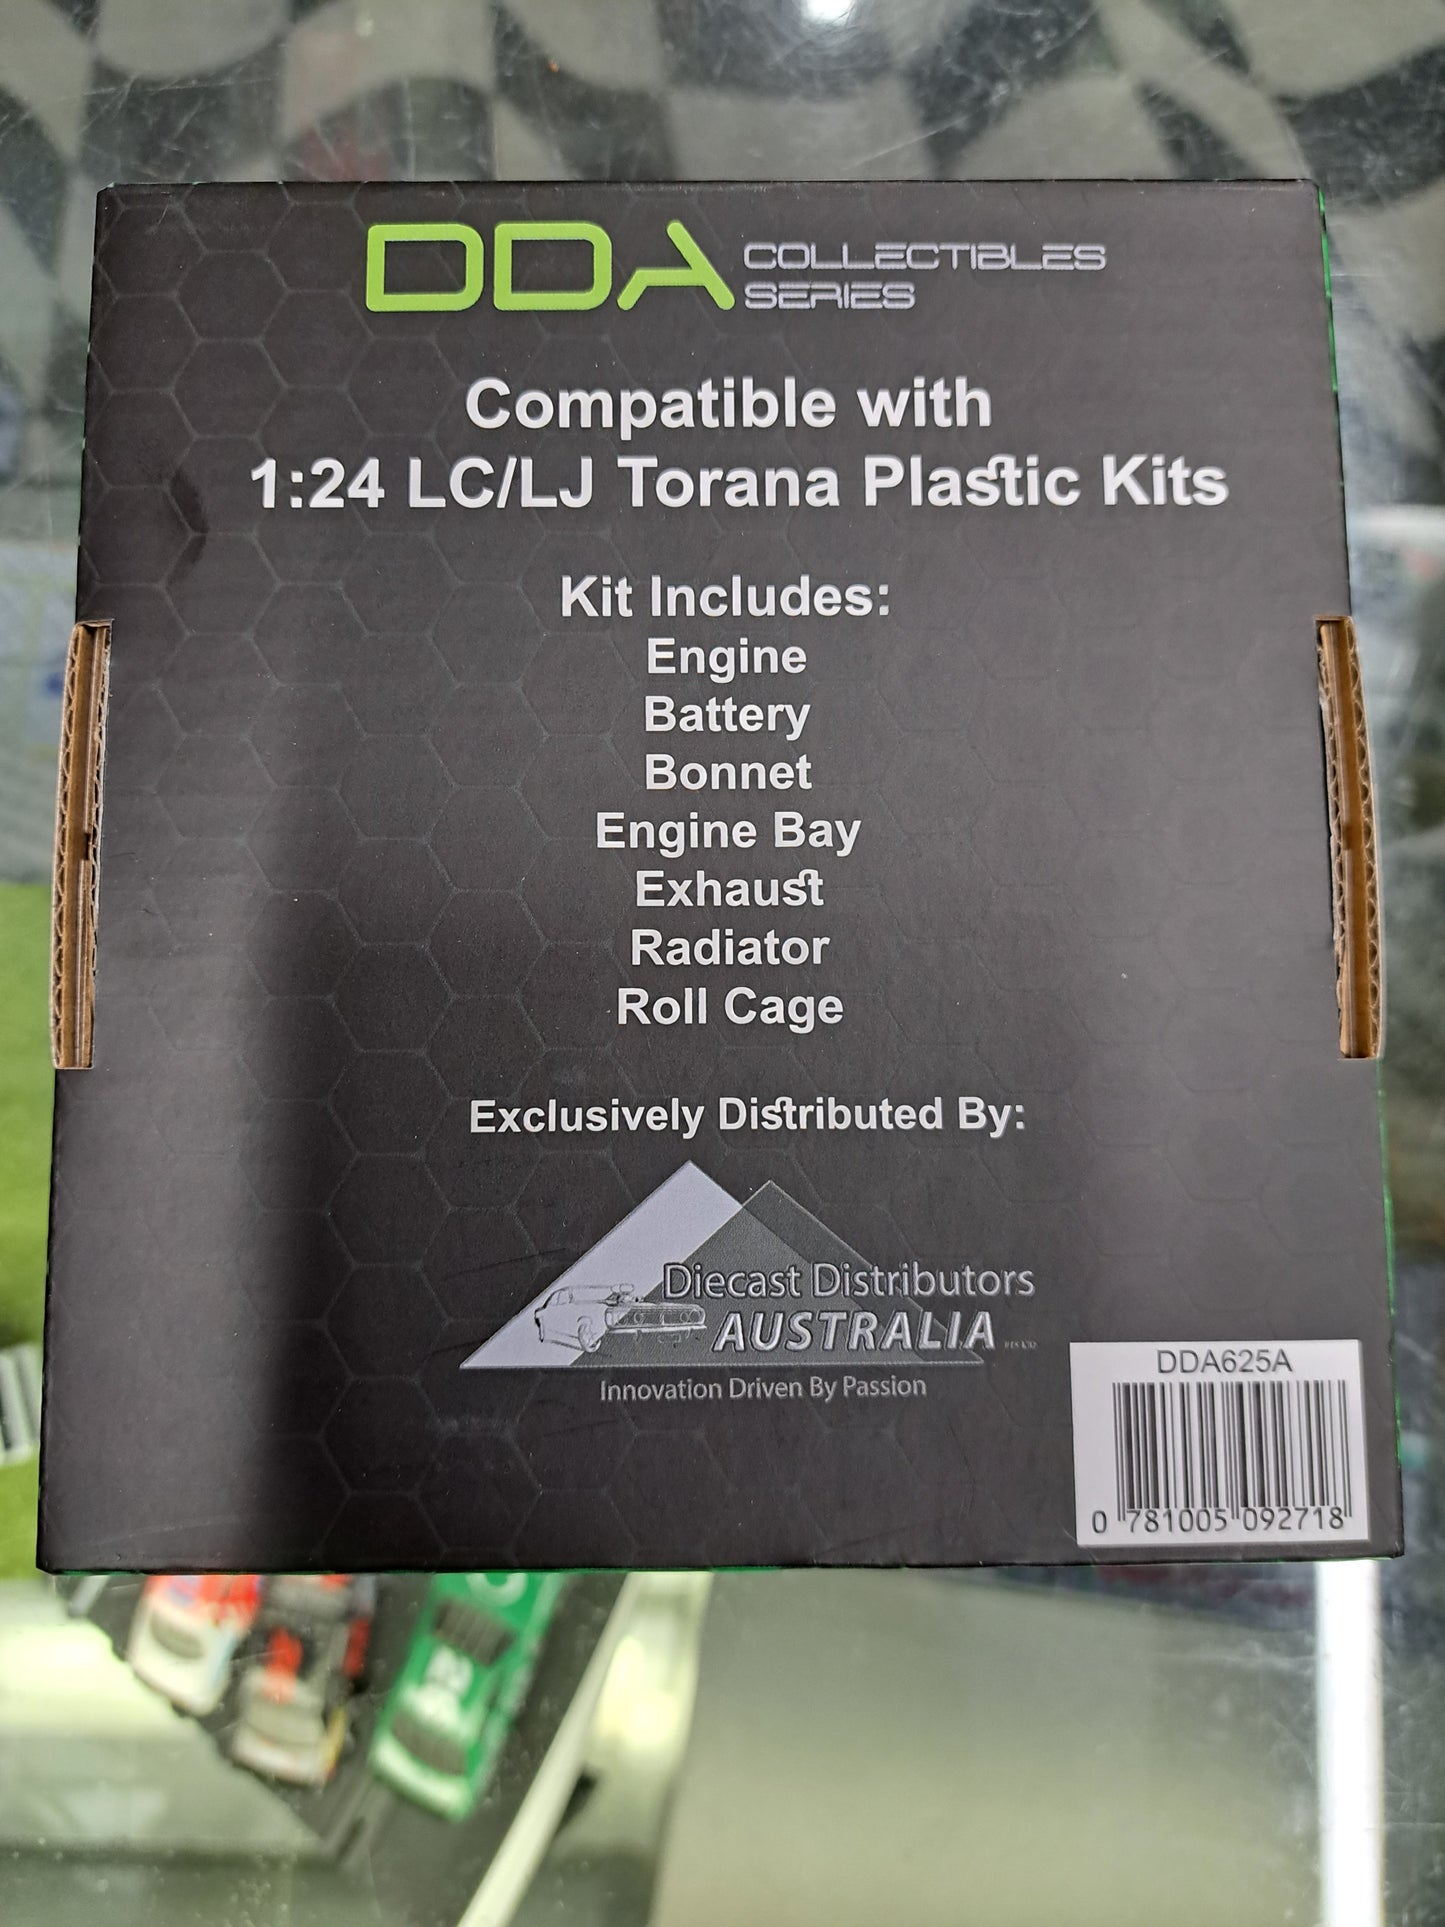 DDA COLLECTIBLES
SERIES
Compatible with
1:24 LC/LJ Torana Plastic Kits
Kit Includes:
Engine
Battery
Bonnet
Engine Bay
Exhaust
Radiator
Roll Cage
Exclusively Distributed By:
Diecast Distributors
AUSTRALIA
Innovation Driven By Passion
DDA625A
0 781005 092718